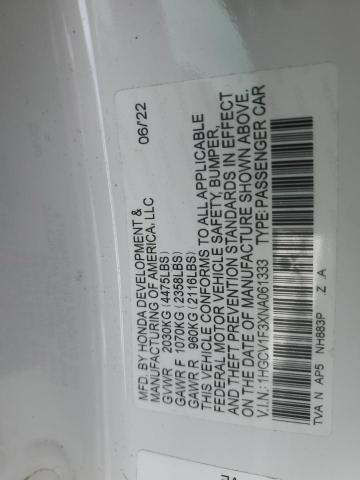 MFD. BY HONDA DEVELOPMENT &
MANUFACTURING OF AMERICA, LLC 06/22
GVWR 2030KG (4475LBS)
GAWR F 1070KG (2358LBS)
GAWR R 960KG (2116LBS)
THIS VEHICLE CONFORMS TO ALL APPLICABLE
FEDERAL MOTOR VEHICLE SAFETY, BUMPER,
AND THEFT PREVENTION STANDARDS IN EFFECT
ON THE DATE OF MANUFACTURE SHOWN ABOVE.
V.I.N.: 1HGCV1F3XNA061333 TYPE:PASSENGER CAR
TVA N AP5 NH883P .Z .A